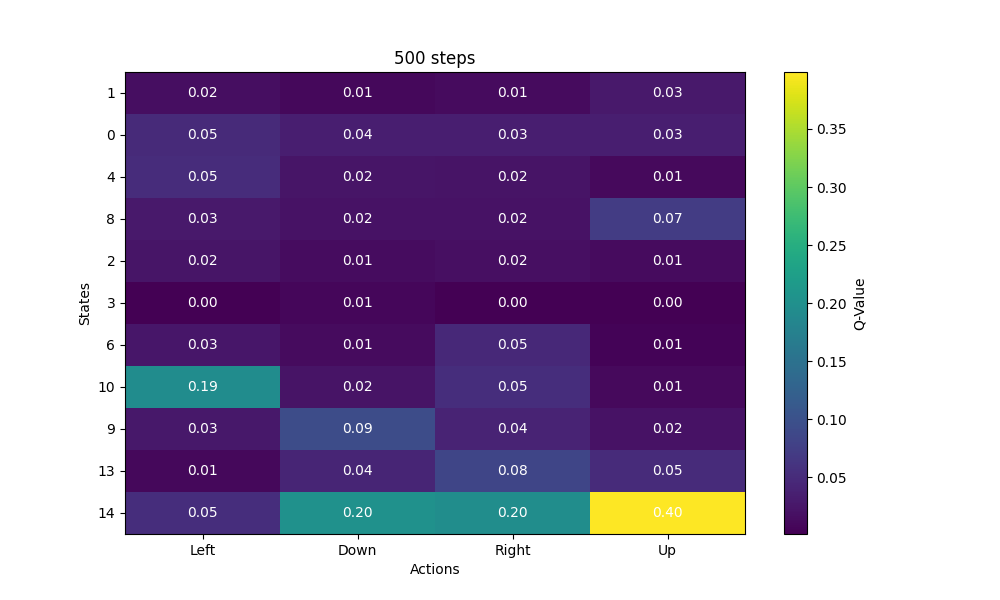 500 steps
1 0.02 0.01 0.01 0.03
0 0.05 0.04 0.03 0.03
4 0.05 0.02 0.02 0.01
8 0.03 0.02 0.02 0.07
2 0.02 0.01 0.02 0.01
3 0.00 0.01 0.00 0.00
6 0.03 0.01 0.05 0.01
10 0.19 0.02 0.05 0.01
9 0.03 0.09 0.04 0.02
13 0.01 0.04 0.08 0.05
14 0.05 0.20 0.20 0.40
Left Down Right Up
Actions
States
0.35
0.30
0.25
0.20
0.15
0.10
0.05
Q-Value